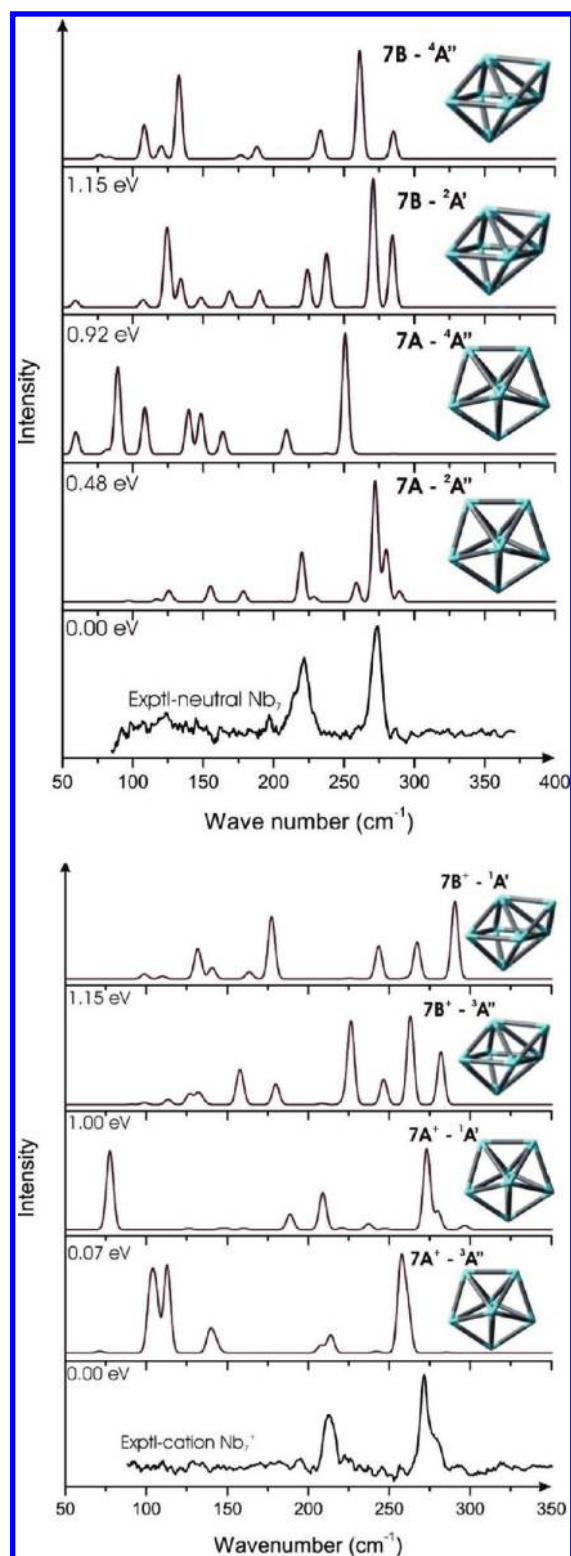 7B - ⁴A"
1.15 eV
7B - ²A'
0.92 eV
7A - ⁴A"
0.48 eV
7A - ²A"
0.00 eV
Exptl-neutral Nb₇
Intensity
50 100 150 200 250 300 350 400
Wave number (cm⁻¹)
7B⁺ - ¹A'
1.15 eV
7B⁺ - ³A"
1.00 eV
7A⁺ - ¹A'
0.07 eV
7A⁺ - ³A"
0.00 eV
Exptl-cation Nb₇⁺
Intensity
50 100 150 200 250 300 350
Wavenumber (cm⁻¹)